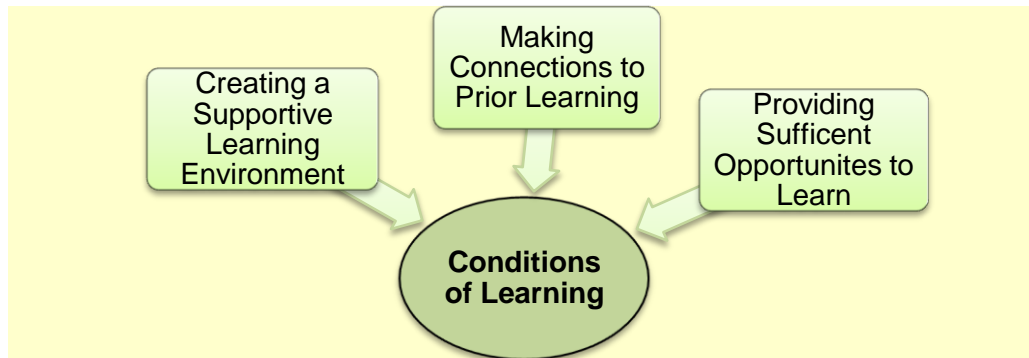 Creating a
Supportive
Learning
Environment
Making
Connections to
Prior Learning
Providing
Sufficent
Opportunites to
Learn
Conditions
of Learning